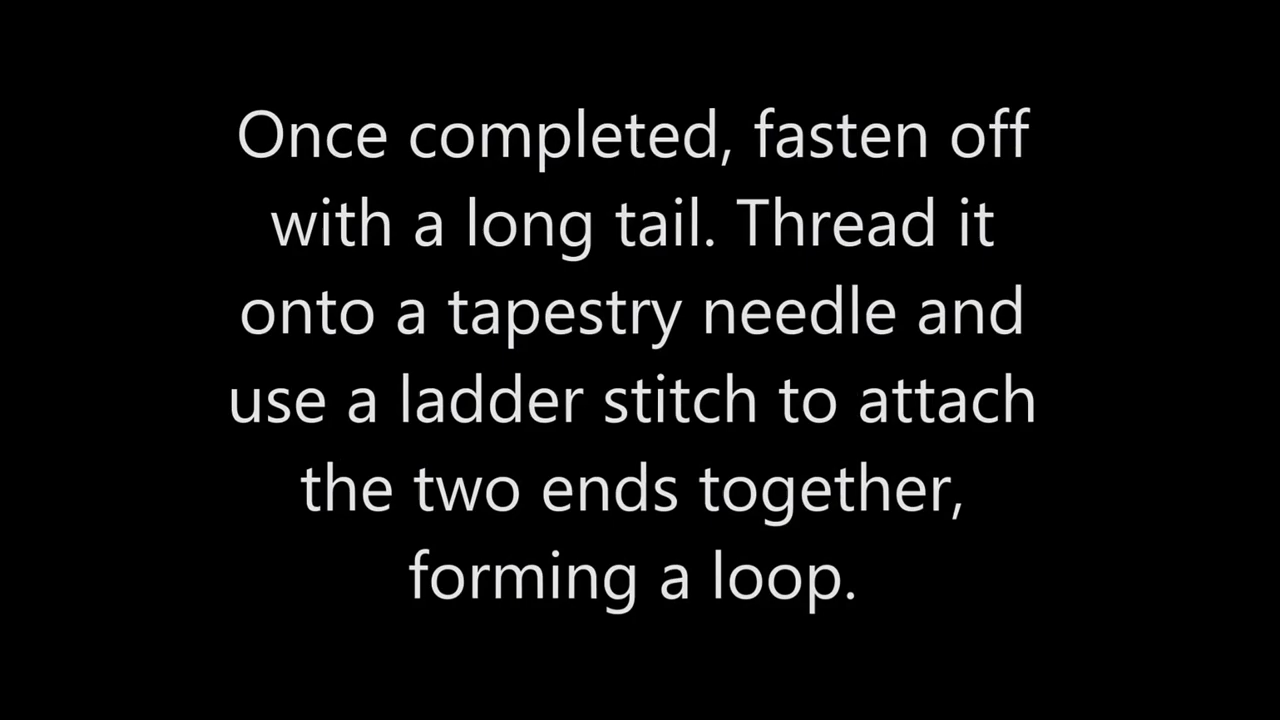 Once completed, fasten off
with a long tail. Thread it
onto a tapestry needle and
use a ladder stitch to attach
the two ends together,
forming a loop.